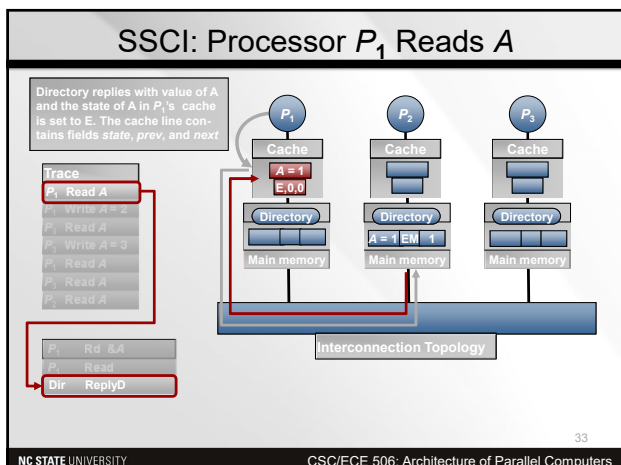 SSCI: Processor P1 Reads A
Directory replies with value of A
and the state of A in P1's cache
is set to E. The cache line con-
tains fields state, prev, and next
P1
P2
P3
Cache
Cache
Cache
A = 1
E,0,0
Directory
Directory
Directory
A = 1 EM 1
Main memory
Main memory
Main memory
Interconnection Topology
Trace
P1 Read A
P1 Write A = 2
P1 Read A
P1 Write A = 3
P1 Read A
P3 Read A
P2 Read A
P1 Rd &A
P1 Read
Dir ReplyD
33
NC STATE UNIVERSITY
CSC/ECE 506: Architecture of Parallel Computers